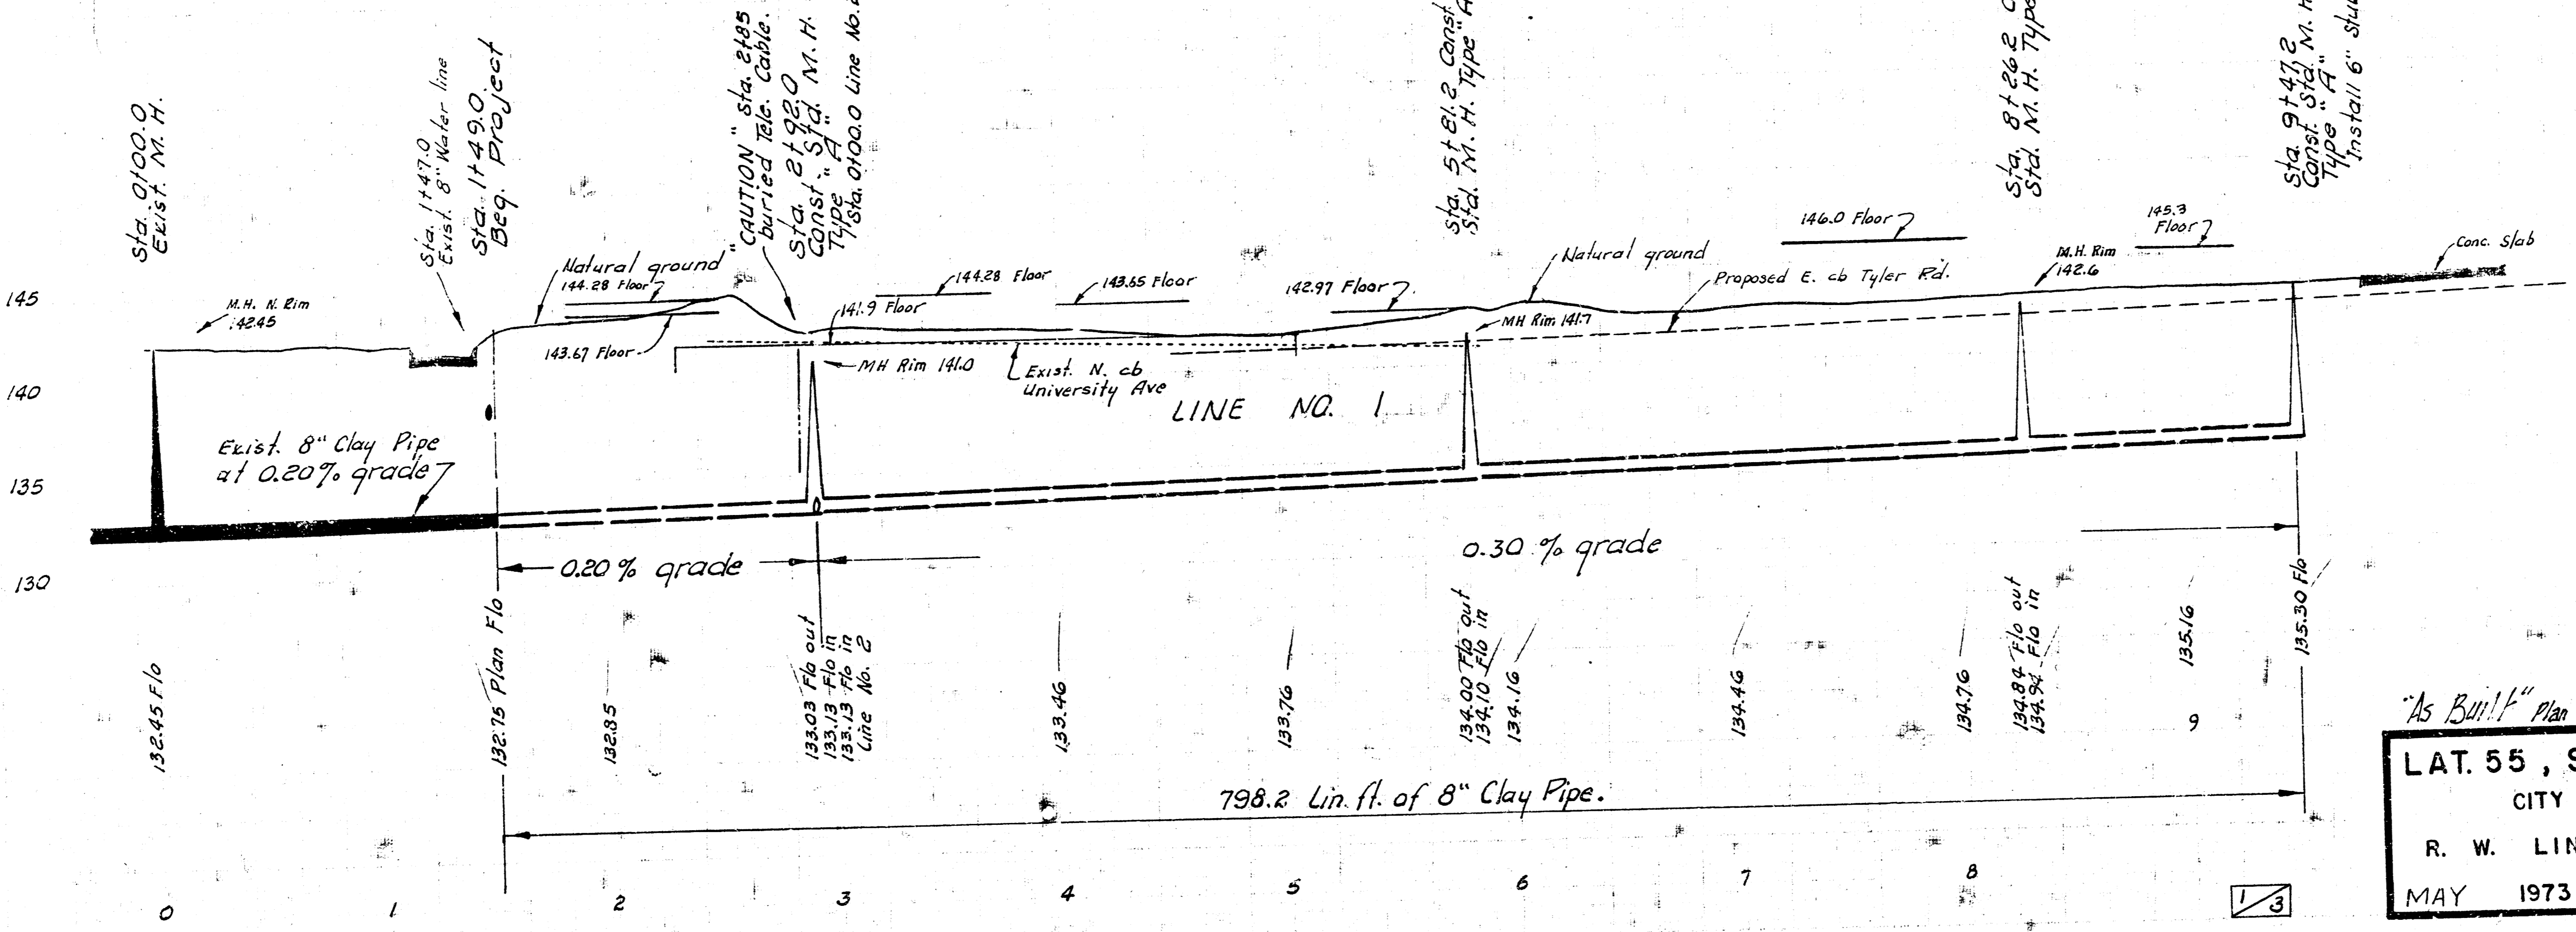 Sta. 0+00.0
Exist. M.H.
Sta. 1+47.0
Exist. 8" Water line
Sta. 1+49.0
Beg. Project
"CAUTION" Sta. 2+85
buried Tele. Cable.
Sta. 2+92.0
Const. Std. M.H.
Type "A"
Sta. 0+00.0 Line No.
Sta. 5+81.2 Const.
Std. M.H. Type "A
Sta. 8+26.2
Std. M.H. Type
Sta. 9+47.2
Const. Std. M.H.
Type "A"
Install 6"
145
140
135
130
M.H. N. Rim
142.45
Natural ground
144.28 Floor
143.67 Floor
141.9 Floor
144.28 Floor
143.65 Floor
142.97 Floor
Natural ground
Proposed E. cb Tyler Rd.
146.0 Floor
M.H. Rim
142.6
145.3
Floor
Conc. Slab
MH Rim 141.0
MH Rim 141.7
Exist. N. cb
University Ave
LINE NO. 1
Exist. 8" Clay Pipe
at 0.20% grade
0.20% grade
0.30 % grade
132.45 Flo
132.75 Plan Flo
132.85
133.03 Flo out
133.13 Flo in
133.13 Flo in
Line No. 2
133.46
133.76
134.00 Flo out
134.10 Flo in
134.16
134.46
134.76
134.84 Flo out
134.94 Flo in
135.16
135.30 Flo
798.2 Lin. ft. of 8" Clay Pipe.
0 1 2 3 4 5 6 7 8 9
1/3
"As Built" Plan
LAT. 55, S
CITY
R. W. LIN
MAY 1973